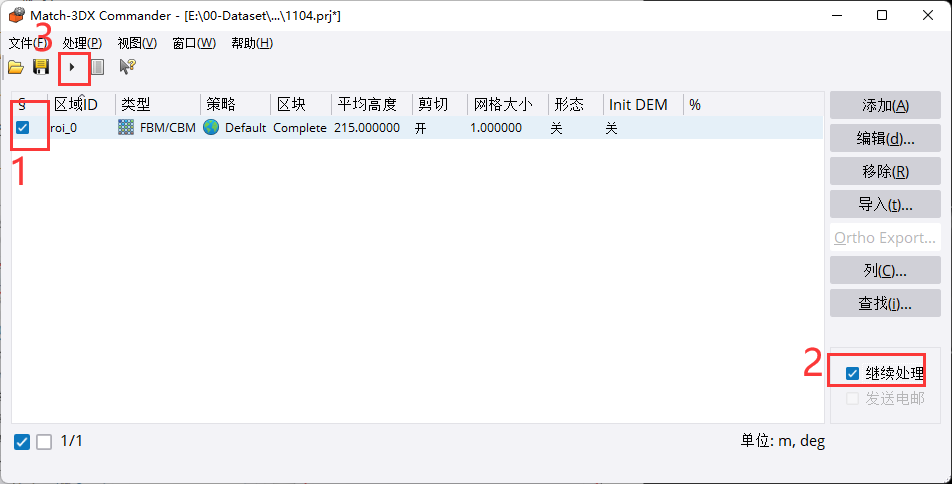 Match-3DX Commander - [E:\00-Dataset\...\1104.prj*]
文件(F) 处理(P) 视图(V) 窗口(W) 帮助(H)
3
S 区域ID 类型 策略 区块 平均高度 剪切 网格大小 形态 Init DEM %
roi_0 FBM/CBM Default Complete 215.000000 开 1.000000 关 关
1
添加(A)
编辑(d)...
移除(R)
导入(t)...
Ortho Export...
列(C)...
查找(i)...
2
继续处理
发送电邮
1/1 单位: m, deg